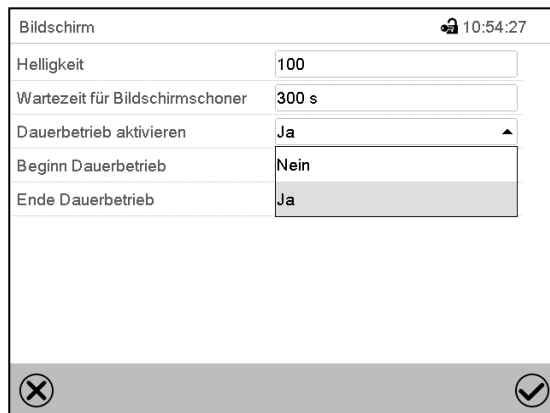 Bildschirm 10:54:27
Helligkeit 100
Wartezeit für Bildschirmschoner 300 s
Dauerbetrieb aktivieren Ja
Beginn Dauerbetrieb Nein
Ende Dauerbetrieb Ja